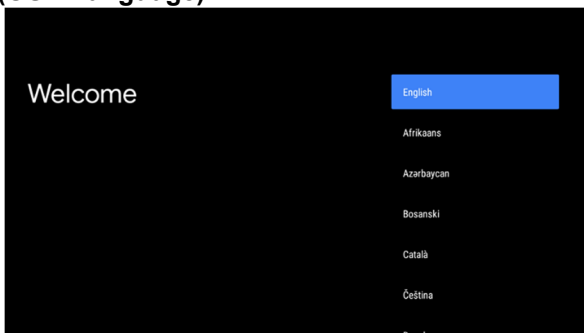 Welcome
English
Afrikaans
Azərbaycan
Bosanski
Català
Čeština